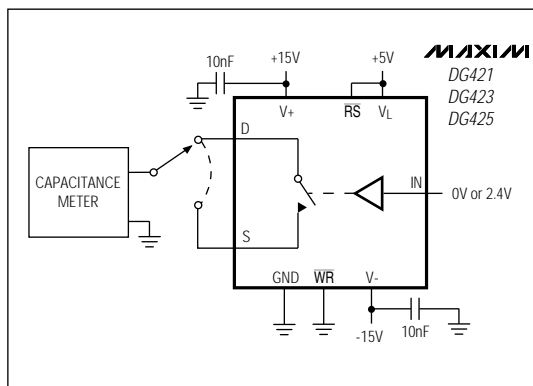 MAXIM
DG421
DG423
DG425
10nF
+15V
+5V
V+
RS
VL
D
CAPACITANCE
METER
IN
0V or 2.4V
S
GND
WR
V-
-15V
10nF